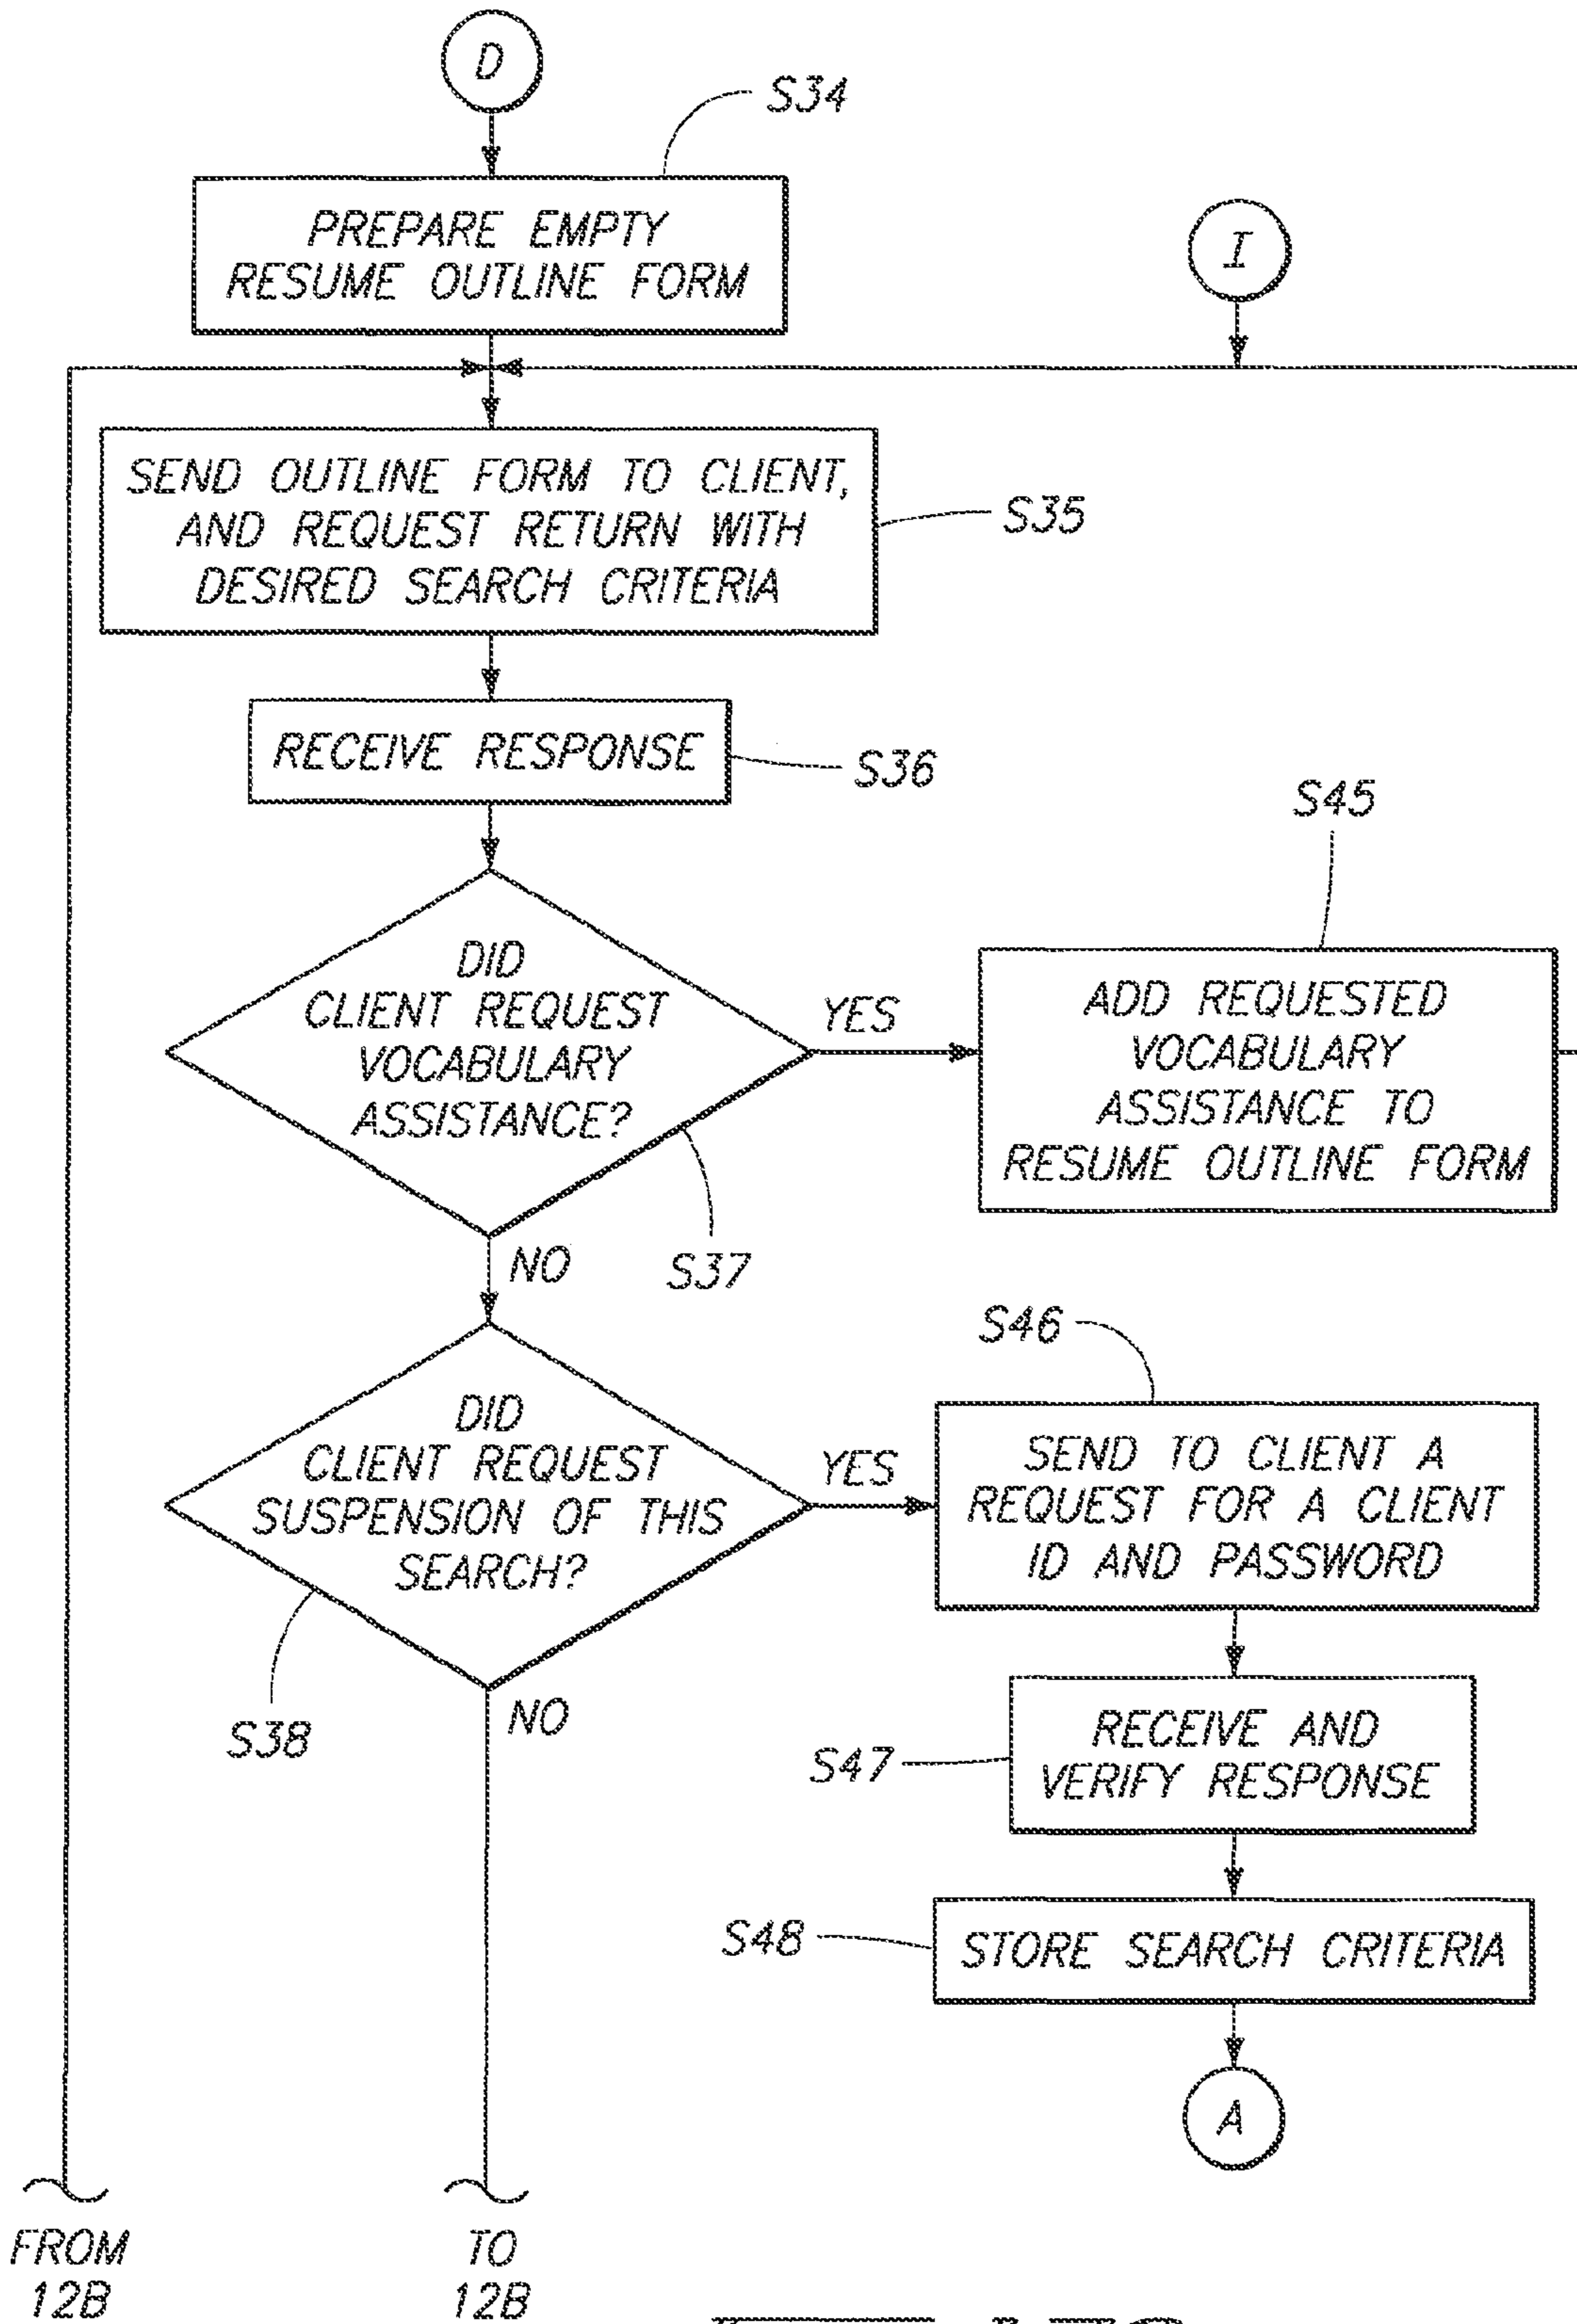 D
S34
PREPARE EMPTY
RESUME OUTLINE FORM
I
SEND OUTLINE FORM TO CLIENT,
AND REQUEST RETURN WITH
DESIRED SEARCH CRITERIA
S35
RECEIVE RESPONSE
S36
S45
DID
CLIENT REQUEST
VOCABULARY
ASSISTANCE?
YES
ADD REQUESTED
VOCABULARY
ASSISTANCE TO
RESUME OUTLINE FORM
NO
S37
S46
DID
CLIENT REQUEST
SUSPENSION OF THIS
SEARCH?
YES
SEND TO CLIENT A
REQUEST FOR A CLIENT
ID AND PASSWORD
S38
NO
S47
RECEIVE AND
VERIFY RESPONSE
S48
STORE SEARCH CRITERIA
A
FROM
12B
TO
12B